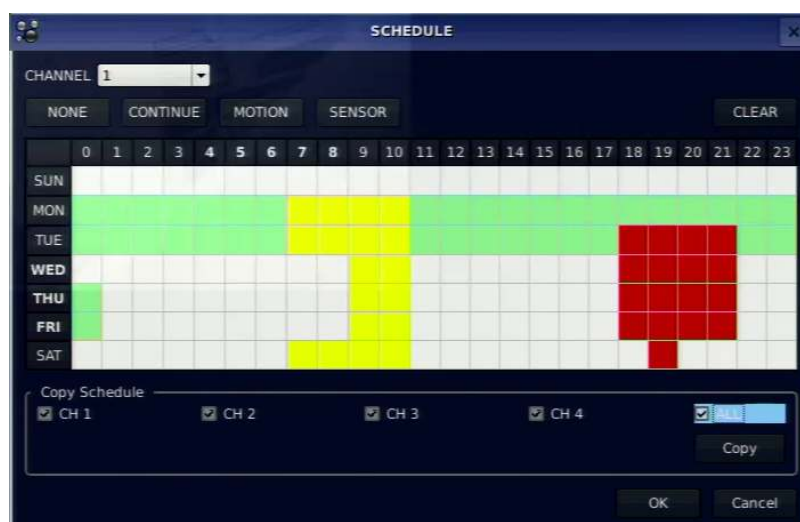 SCHEDULE
CHANNEL 1
NONE CONTINUE MOTION SENSOR CLEAR
0 1 2 3 4 5 6 7 8 9 10 11 12 13 14 15 16 17 18 19 20 21 22 23
SUN
MON
TUE
WED
THU
FRI
SAT
Copy Schedule
CH 1 CH 2 CH 3 CH 4 ALL
Copy
OK Cancel